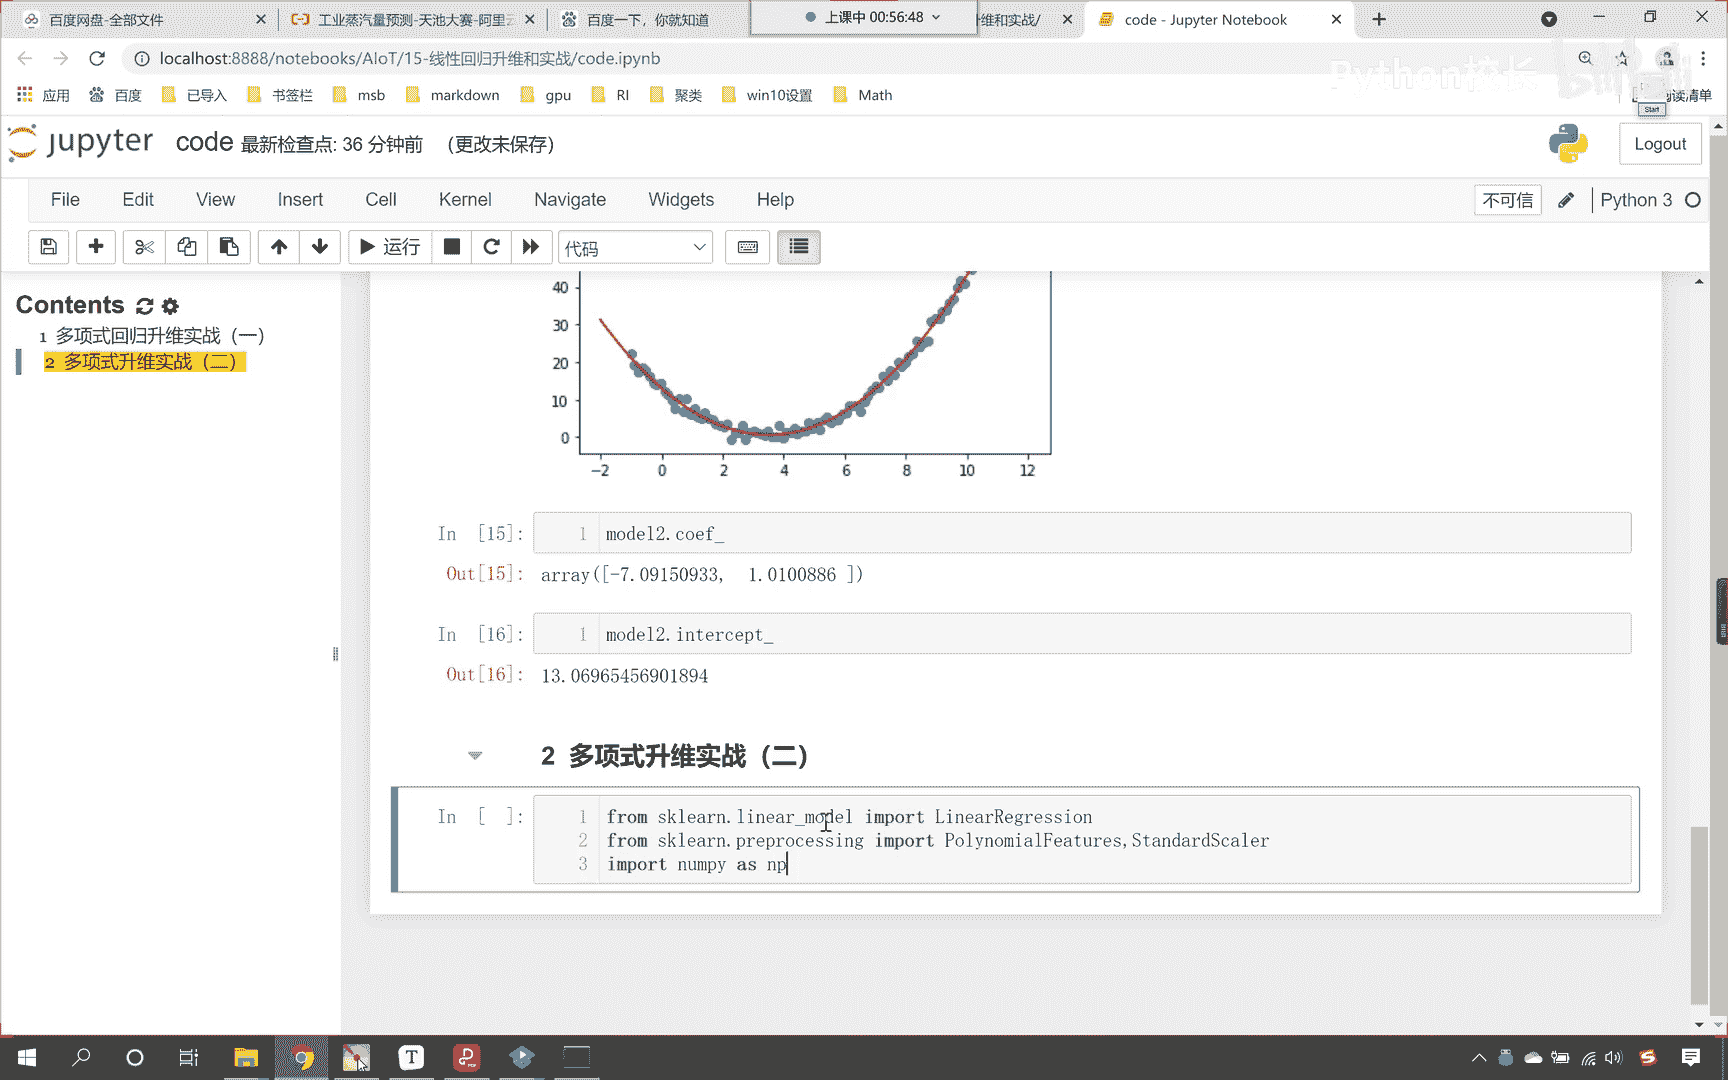 百度网盘-全部文件
工业蒸汽量预测-天池大赛-阿里云
百度一下，你就知道
上课中 00:56:48
维和实战/
code - Jupyter Notebook
localhost:8888/notebooks/AIoT/15-线性回归升维和实战/code.ipynb
应用 百度 已导入 书签栏 msb markdown gpu RI 聚类 win10设置 Math
阅读清单
Start
jupyter code 最新检查点: 36 分钟前 (更改未保存)
Logout
File Edit View Insert Cell Kernel Navigate Widgets Help
不可信
Python 3
运行
代码
Contents
1 多项式回归升维实战（一）
2 多项式升维实战（二）
40
30
20
10
0
−2 0 2 4 6 8 10 12
In [15]: 1 model2.coef_
Out[15]: array([-7.09150933, 1.0100886 ])
In [16]: 1 model2.intercept_
Out[16]: 13.06965456901894
2 多项式升维实战（二）
In [ ]: 1 from sklearn.linear_model import LinearRegression
2 from sklearn.preprocessing import PolynomialFeatures,StandardScaler
3 import numpy as np